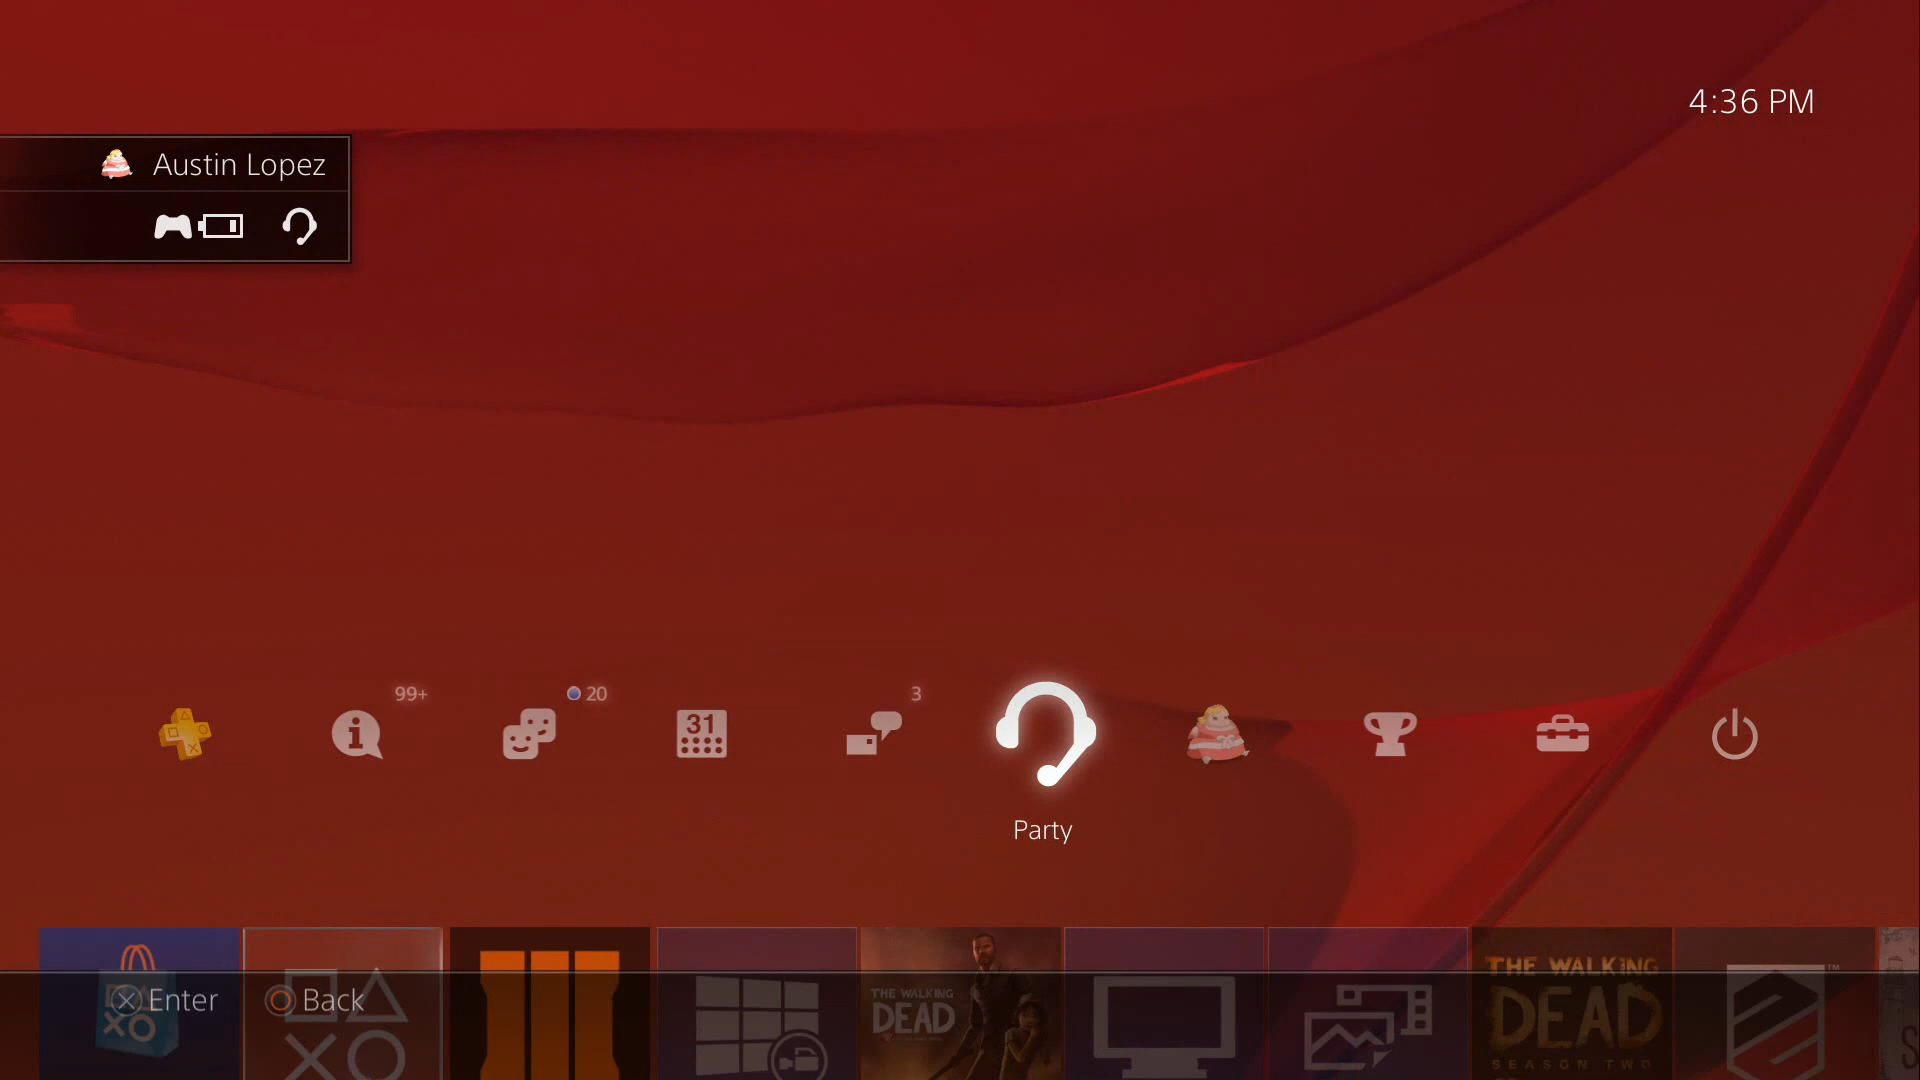 4:36 PM
Austin Lopez
99+
20
31
3
Party
THE WALKING
DEAD
THE WALKING
DEAD
SEASON TWO
TM
S
Enter
Back